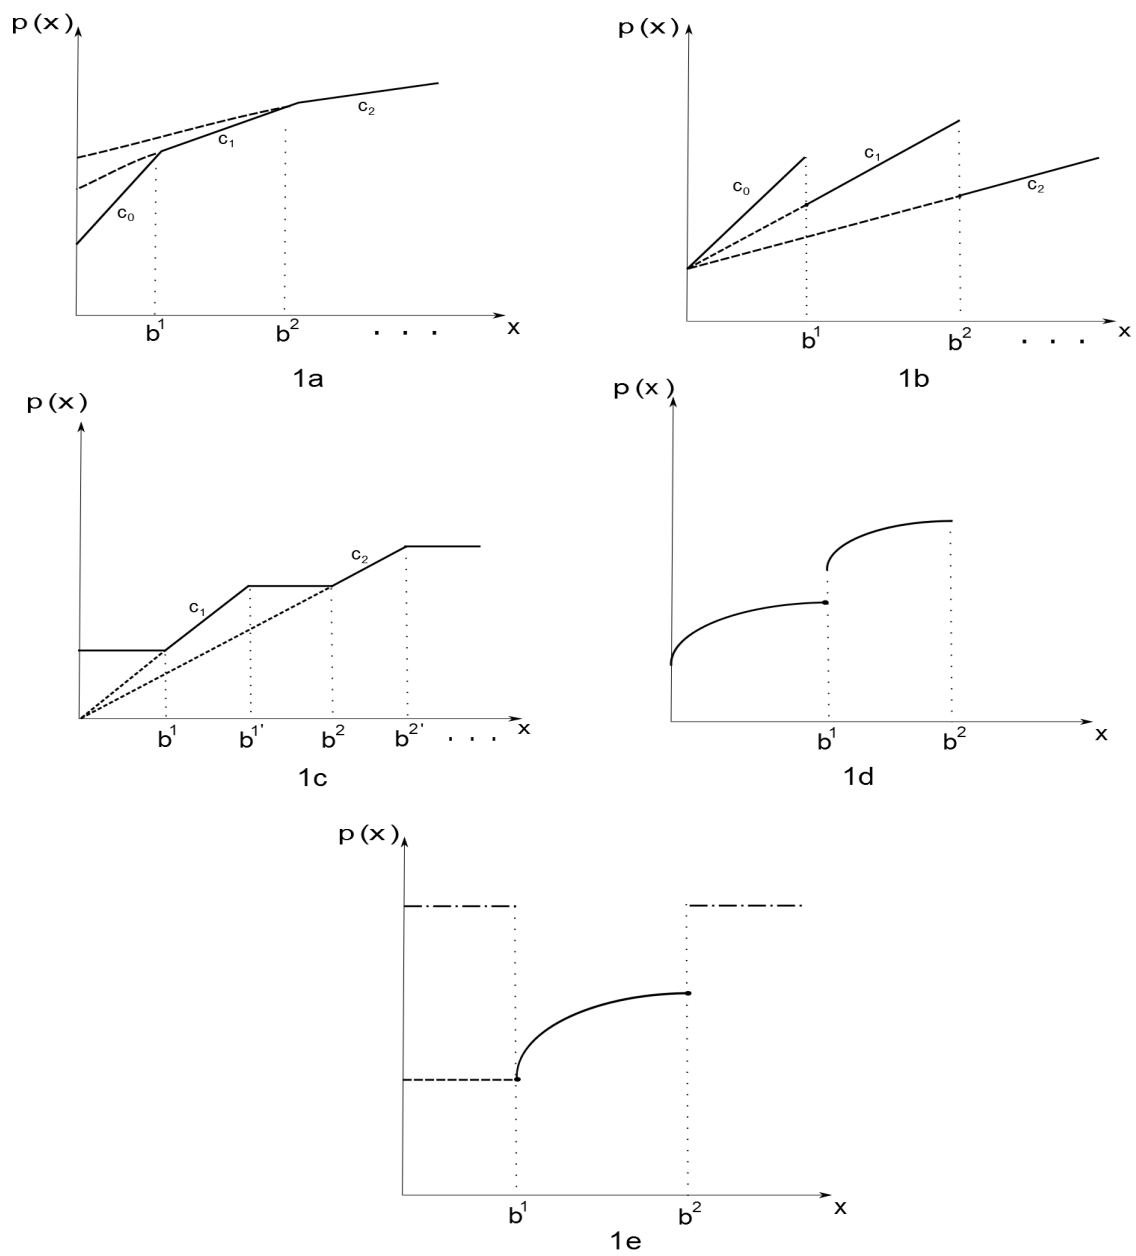 p(x)
c₀
c₁
c₂
b¹
b²
. . .
x
1a
p(x)
c₀
c₁
c₂
b¹
b²
. . .
x
1b
p(x)
c₁
c₂
b¹
b¹'
b²
b²'
. . .
x
1c
p(x)
b¹
b²
x
1d
p(x)
b¹
b²
x
1e